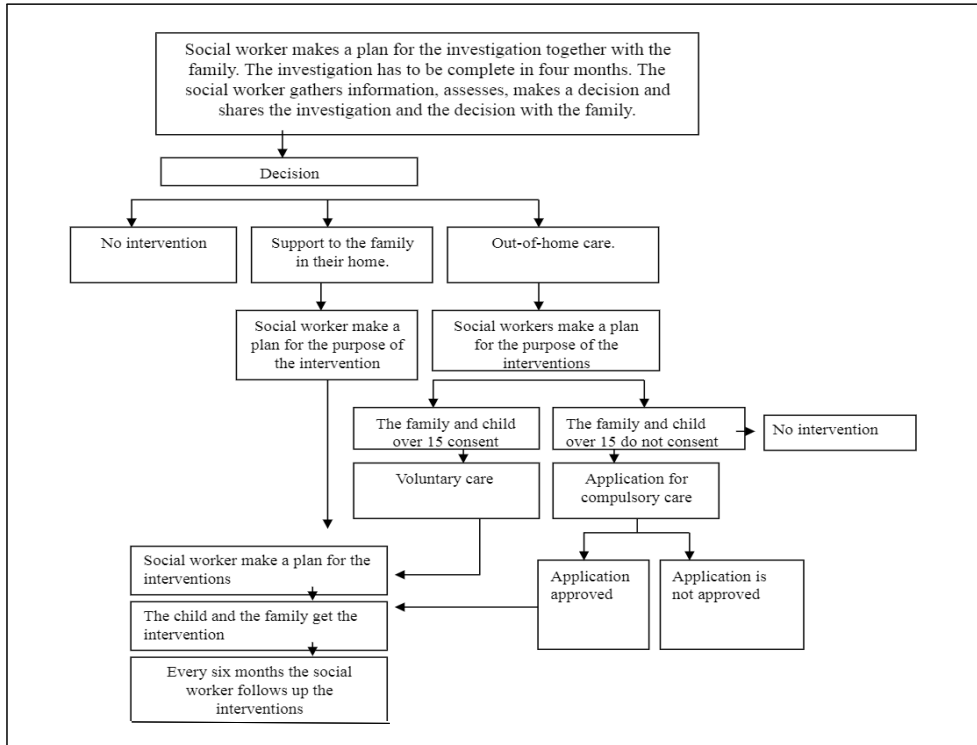 Social worker makes a plan for the investigation together with the
family. The investigation has to be complete in four months. The
social worker gathers information, assesses, makes a decision and
shares the investigation and the decision with the family.
Decision
No intervention
Support to the family
in their home.
Out-of-home care.
Social worker make a
plan for the purpose of
the intervention
Social workers make a plan
for the purpose of the
interventions
The family and child
over 15 consent
The family and child
over 15 do not consent
No intervention
Voluntary care
Application for
compulsory care
Social worker make a plan for the
interventions
Application
approved
Application is
not approved
The child and the family get the
intervention
Every six months the social
worker follows up the
interventions